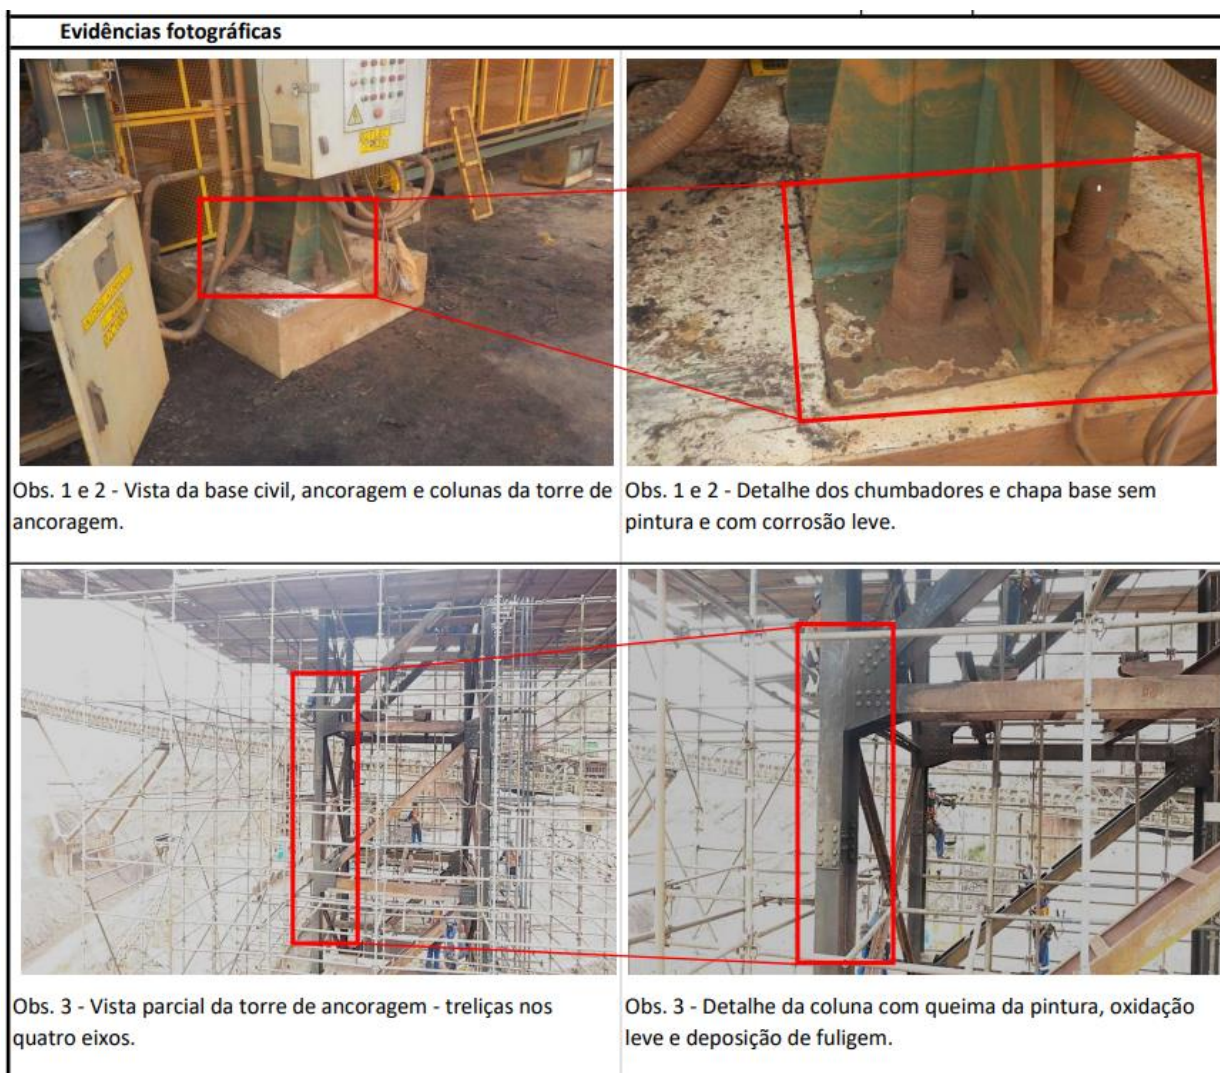 Evidências fotográficas
Obs. 1 e 2 - Vista da base civil, ancoragem e colunas da torre de
ancoragem.
Obs. 1 e 2 - Detalhe dos chumbadores e chapa base sem
pintura e com corrosão leve.
Obs. 3 - Vista parcial da torre de ancoragem - treliças nos
quatro eixos.
Obs. 3 - Detalhe da coluna com queima da pintura, oxidação
leve e deposição de fuligem.